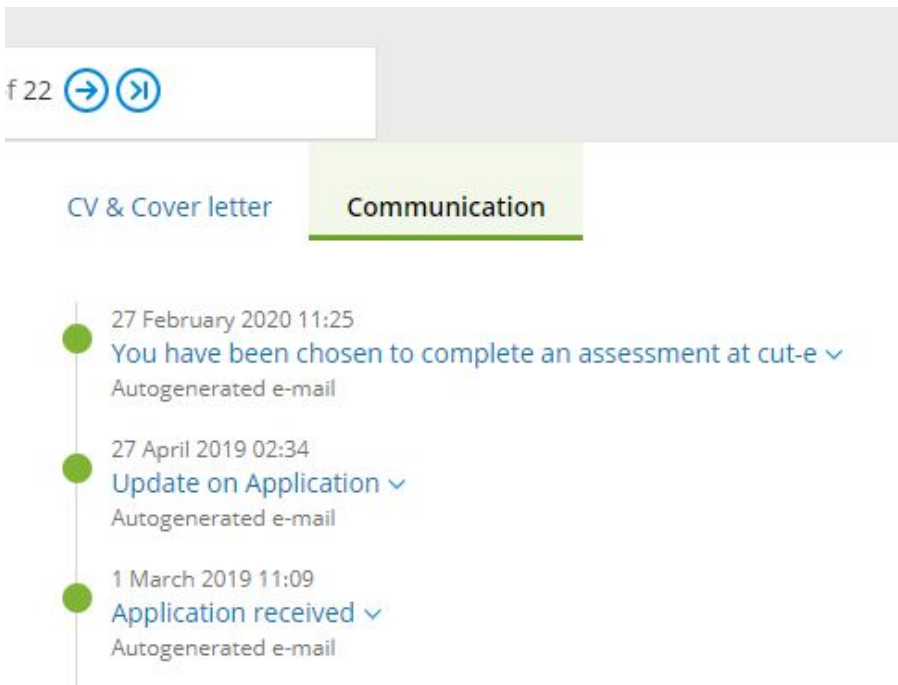 f 22
CV & Cover letter Communication
27 February 2020 11:25
You have been chosen to complete an assessment at cut-e
Autogenerated e-mail
27 April 2019 02:34
Update on Application
Autogenerated e-mail
1 March 2019 11:09
Application received
Autogenerated e-mail